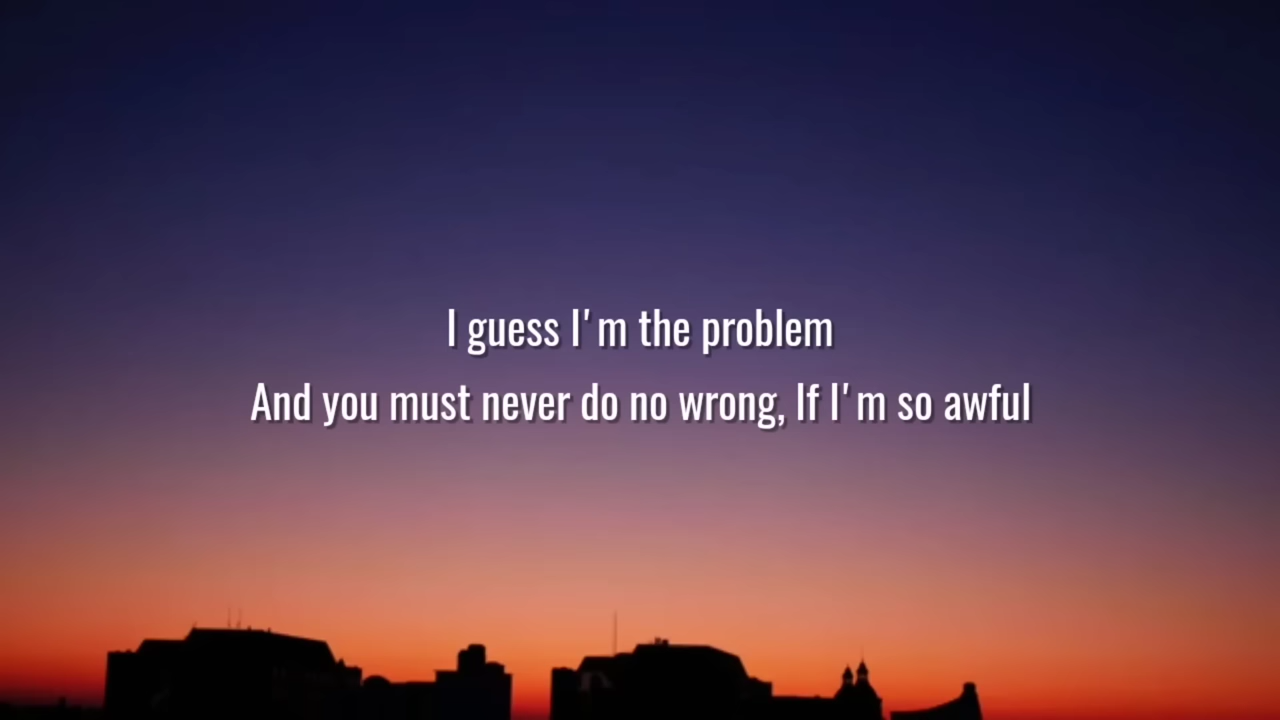 I guess I'm the problem
And you must never do no wrong, If I'm so awful